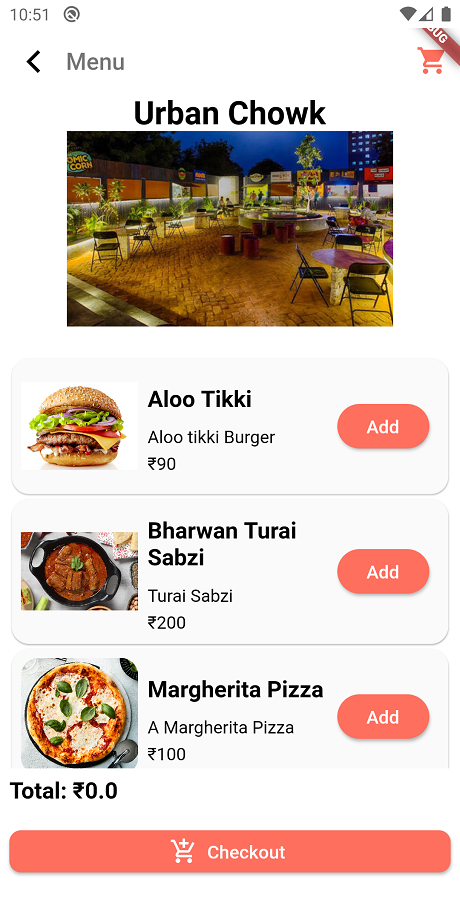 10:51
Menu
Urban Chowk
Aloo Tikki
Aloo tikki Burger
₹90
Add
Bharwan Turai
Sabzi
Turai Sabzi
₹200
Add
Margherita Pizza
A Margherita Pizza
₹100
Add
Total: ₹0.0
Checkout